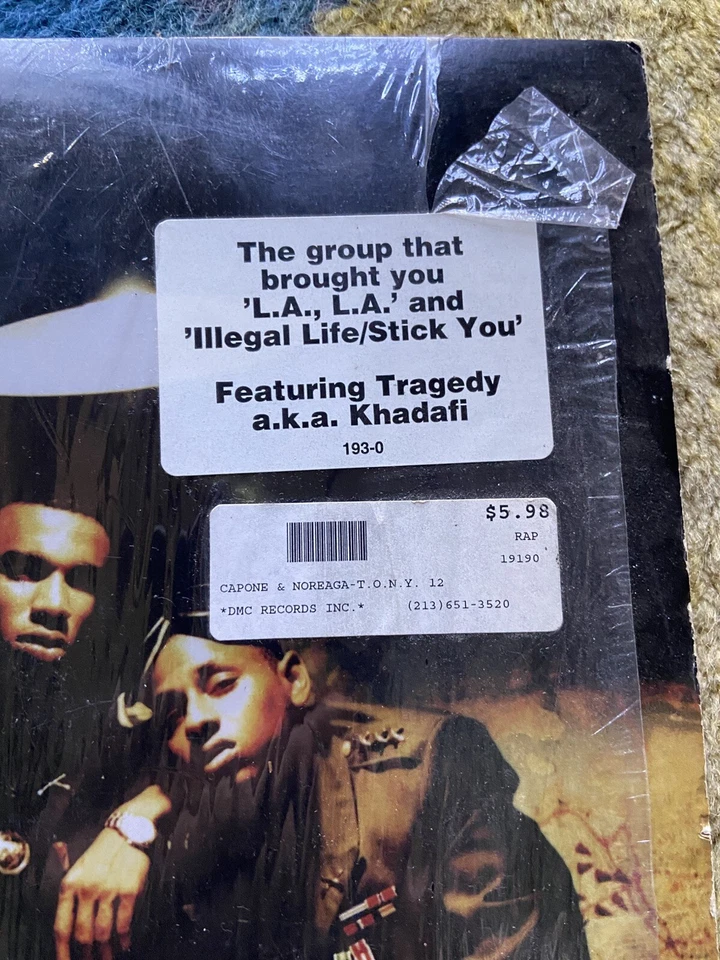 The group that
brought you
'L.A., L.A.' and
'Illegal Life/Stick You'
Featuring Tragedy
a.k.a. Khadafi
193-0
$5.98
RAP
19190
CAPONE & NOREAGA-T.O.N.Y. 12
*DMC RECORDS INC.* (213)651-3520